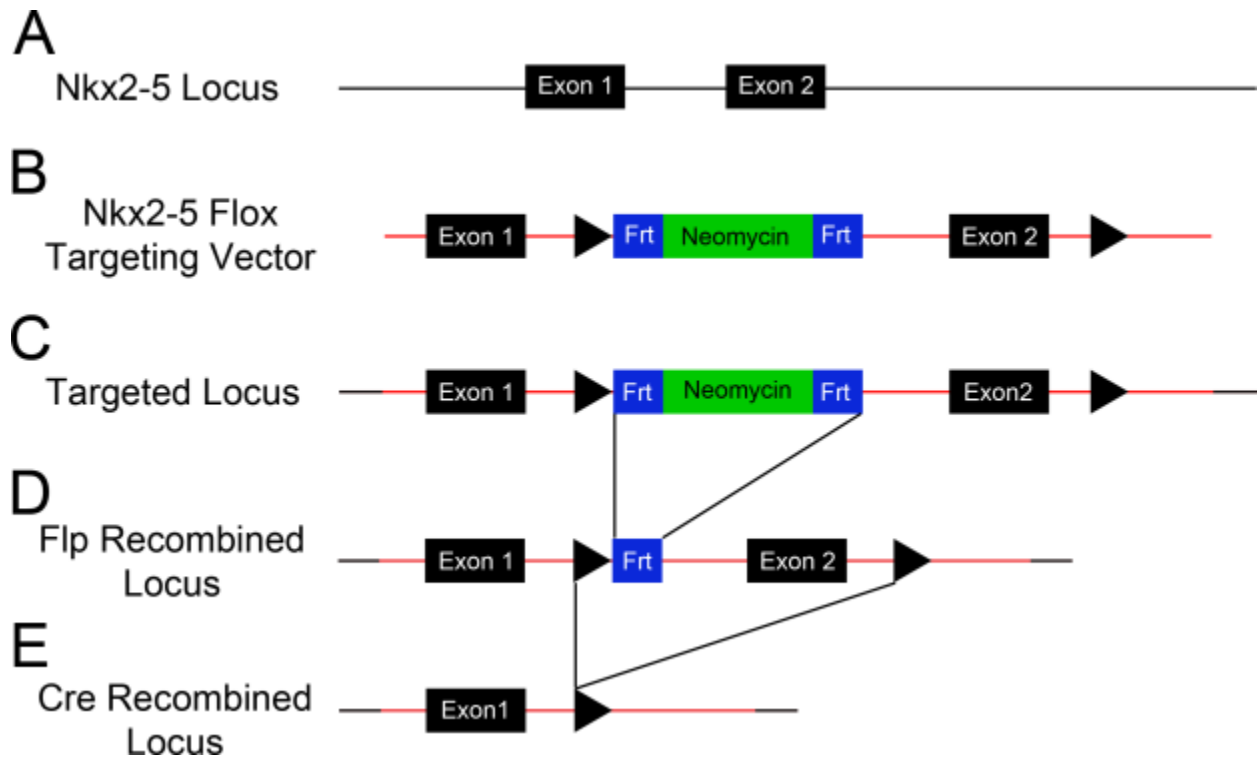 A
Nkx2-5 Locus
Exon 1
Exon 2
B
Nkx2-5 Flox
Targeting Vector
Exon 1
Frt
Neomycin
Frt
Exon 2
C
Targeted Locus
Exon 1
Frt
Neomycin
Frt
Exon2
D
Flp Recombined
Locus
Exon 1
Frt
Exon 2
E
Cre Recombined
Locus
Exon1